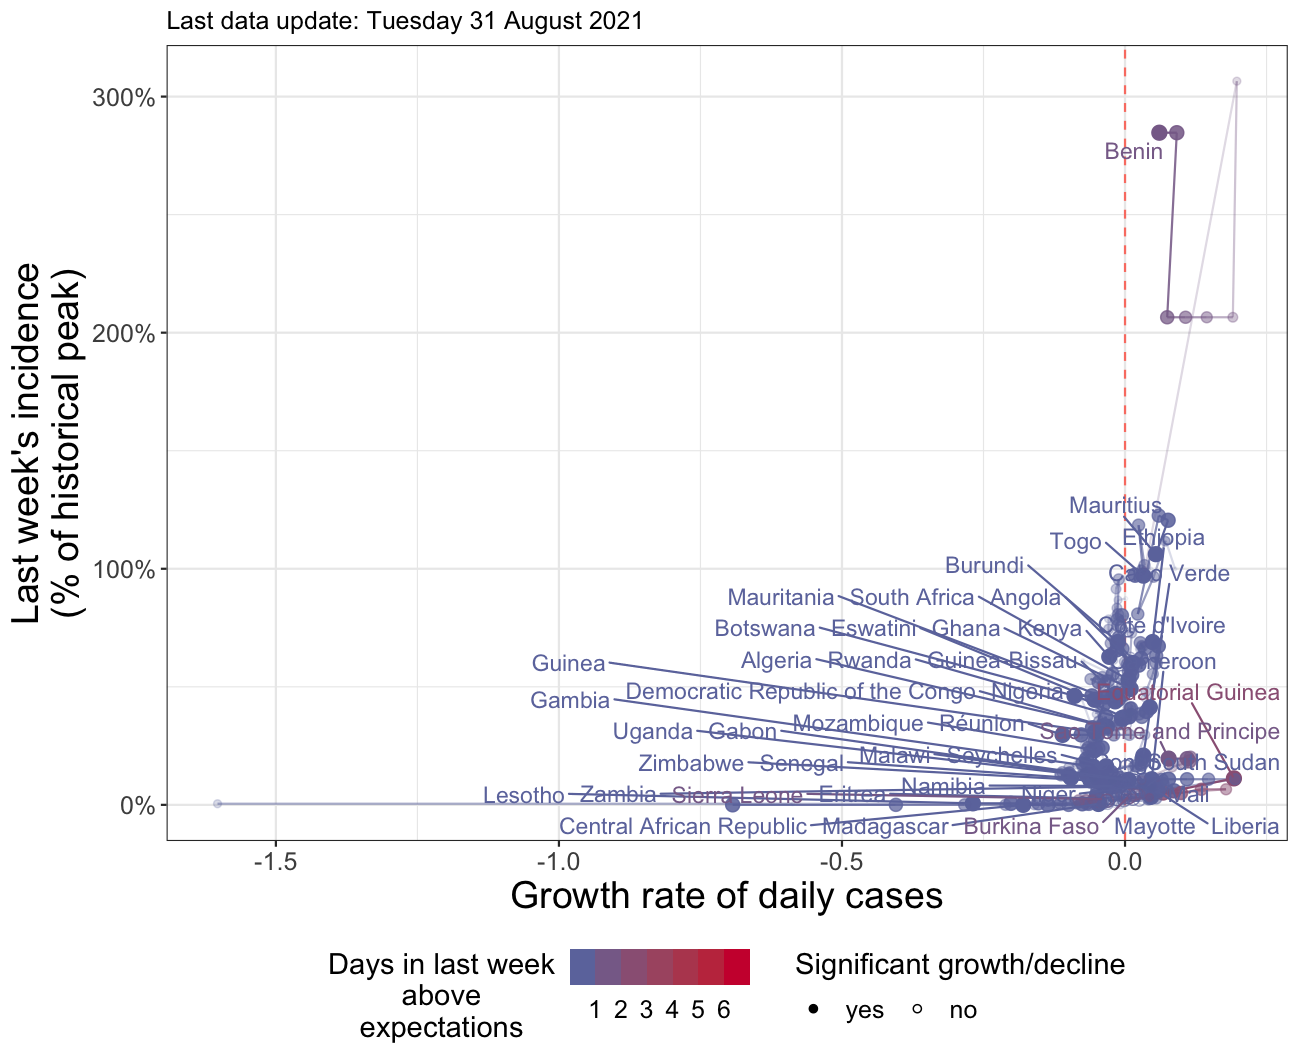 Last data update: Tuesday 31 August 2021
Last week's incidence
(% of historical peak)
300%
200%
100%
0%
Benin
Mauritius
Togo
Ethiopia
Burundi
Verde
Mauritania
South Africa
Angola
Botswana
Eswatini
Ghana
Kenya
Côte d'Ivoire
Guinea
Algeria
Rwanda
Guinea-Bissau
Gambia
Democratic Republic of the Congo
Nigeria
Equatorial Guinea
Uganda
Gabon
Mozambique
Réunion
and Principe
Zimbabwe
Senegal
Malawi
Seychelles
South Sudan
Lesotho
Zambia
Sierra Leone
Eritrea
Namibia
Niger
Central African Republic
Madagascar
Burkina Faso
Mayotte
Liberia
-1.5
-1.0
-0.5
0.0
Growth rate of daily cases
Days in last week
above
expectations
1 2 3 4 5 6
Significant growth/decline
yes
no